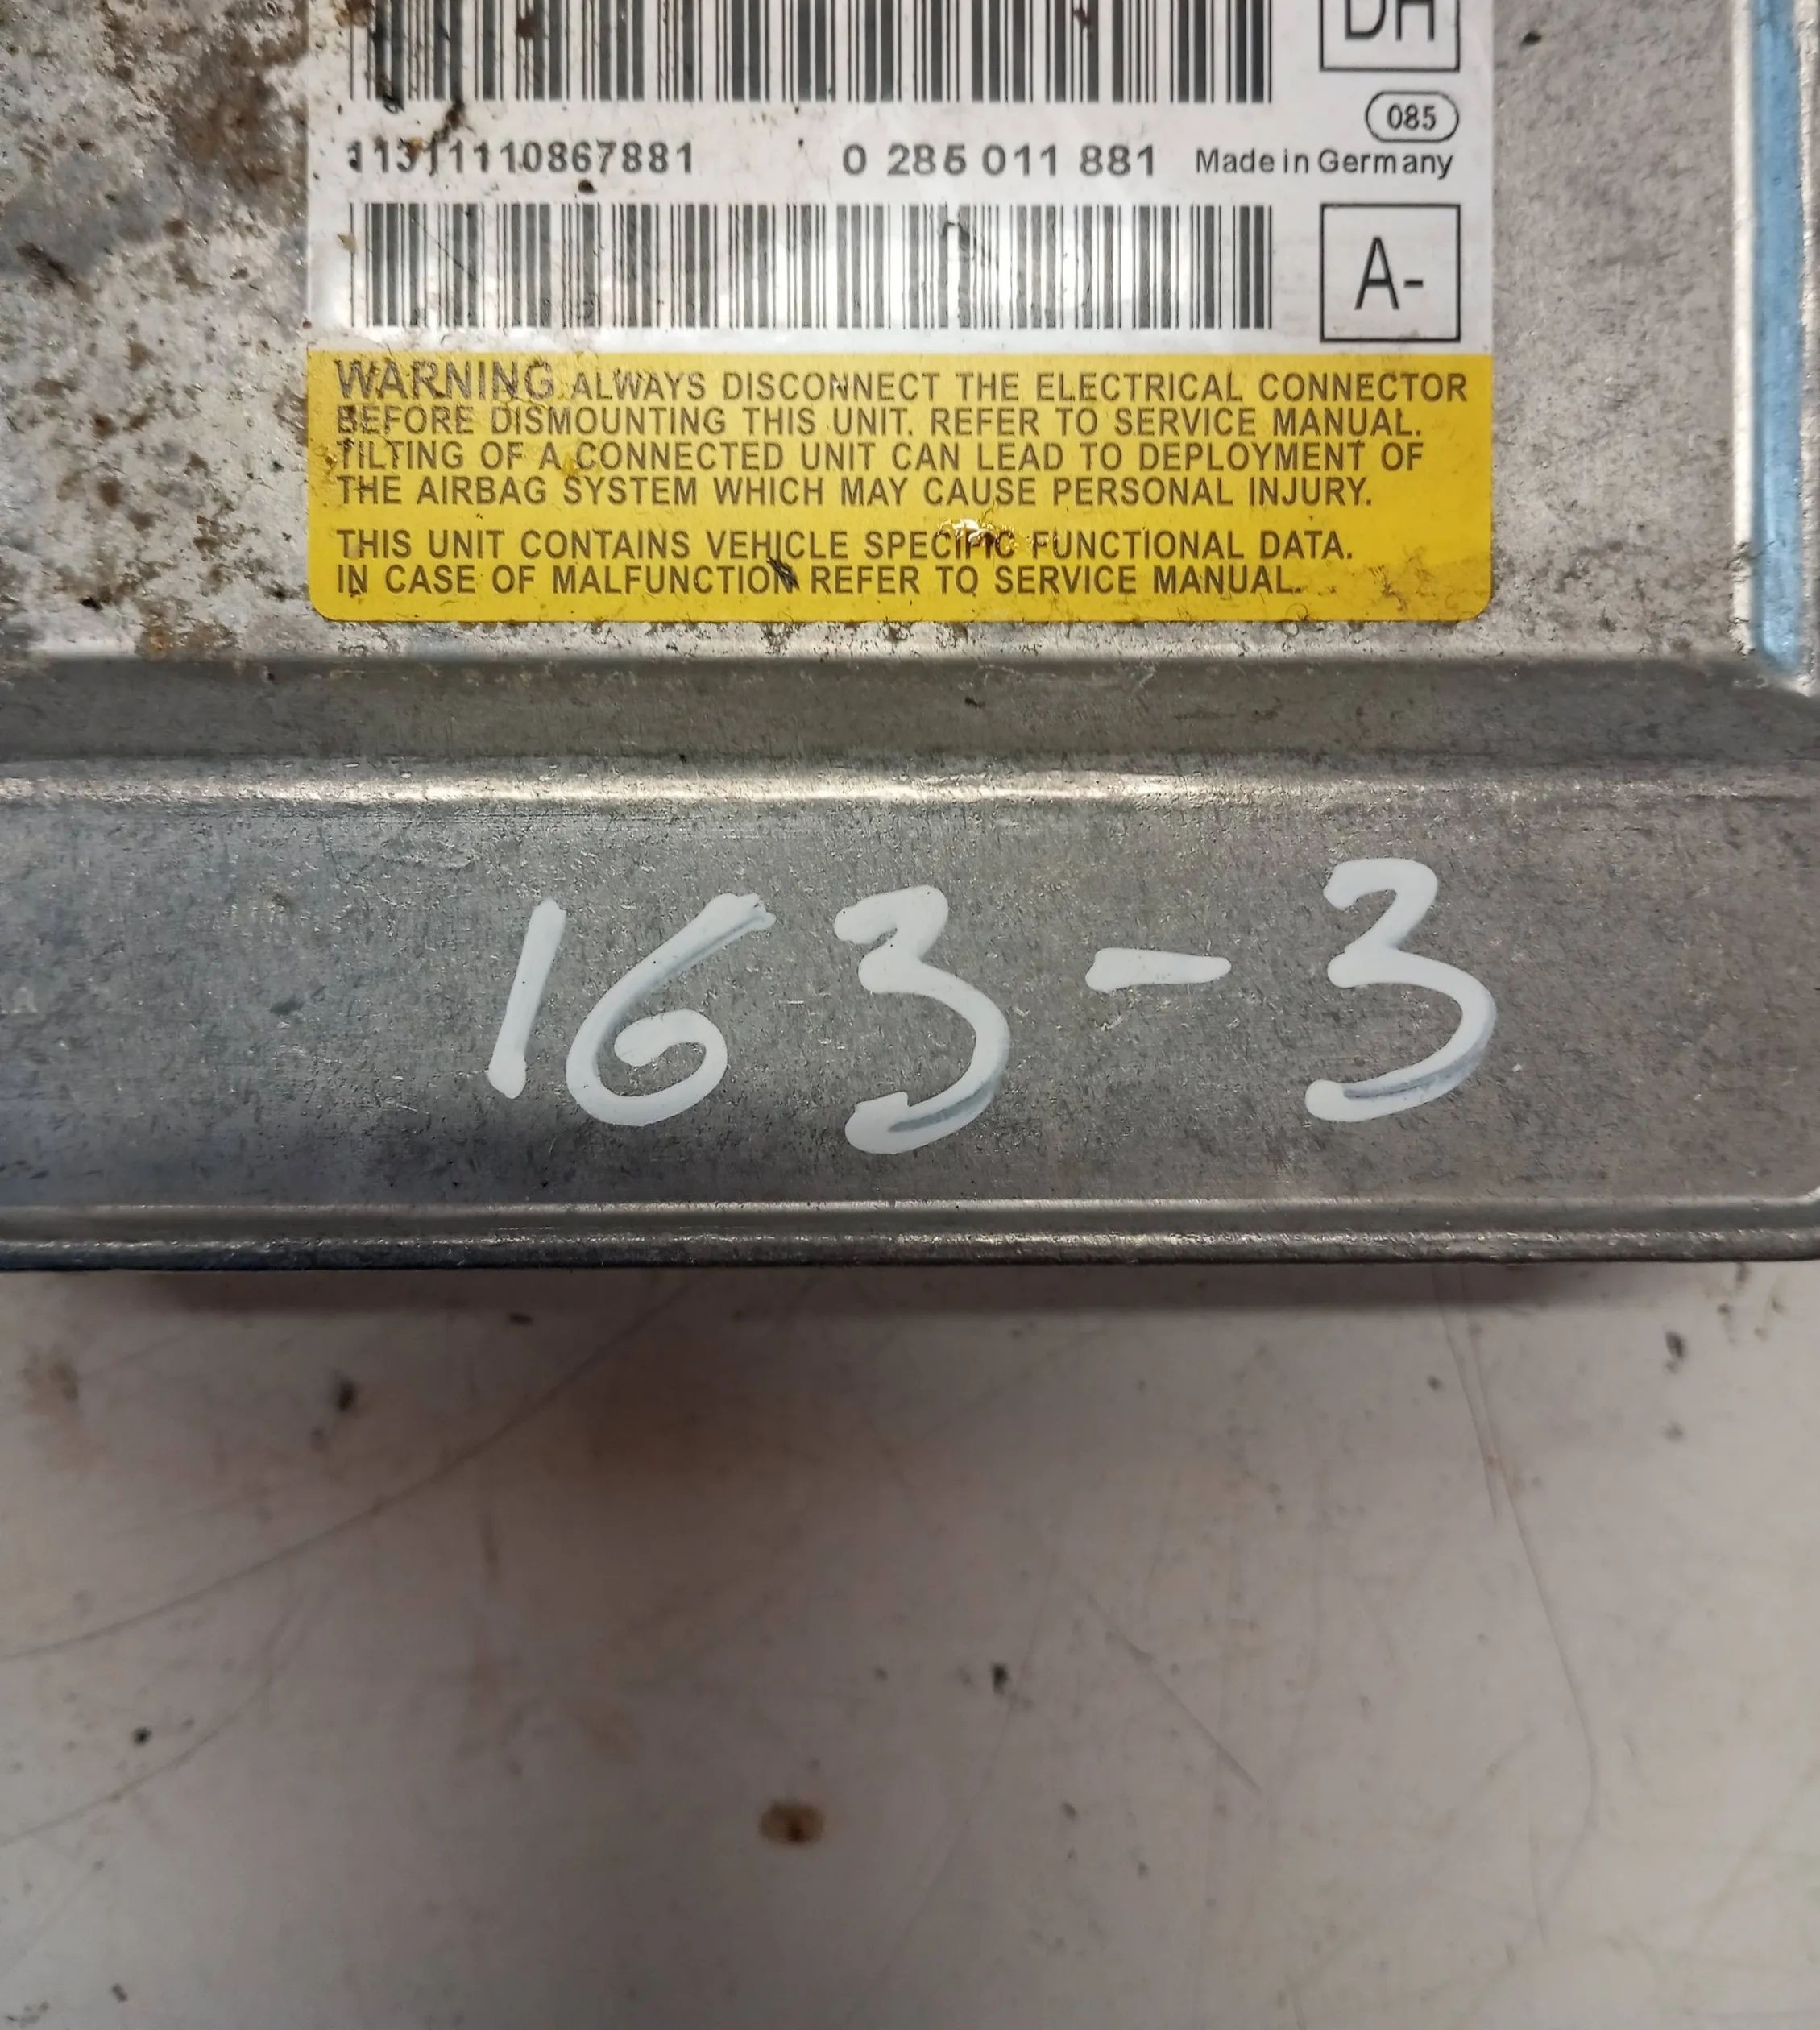 DH
085
11311110867881 0 285 011 881 Made in Germany
A-
WARNING ALWAYS DISCONNECT THE ELECTRICAL CONNECTOR
BEFORE DISMOUNTING THIS UNIT. REFER TO SERVICE MANUAL.
TILTING OF A CONNECTED UNIT CAN LEAD TO DEPLOYMENT OF
THE AIRBAG SYSTEM WHICH MAY CAUSE PERSONAL INJURY.
THIS UNIT CONTAINS VEHICLE SPECIFIC FUNCTIONAL DATA.
IN CASE OF MALFUNCTION REFER TO SERVICE MANUAL.
163-3